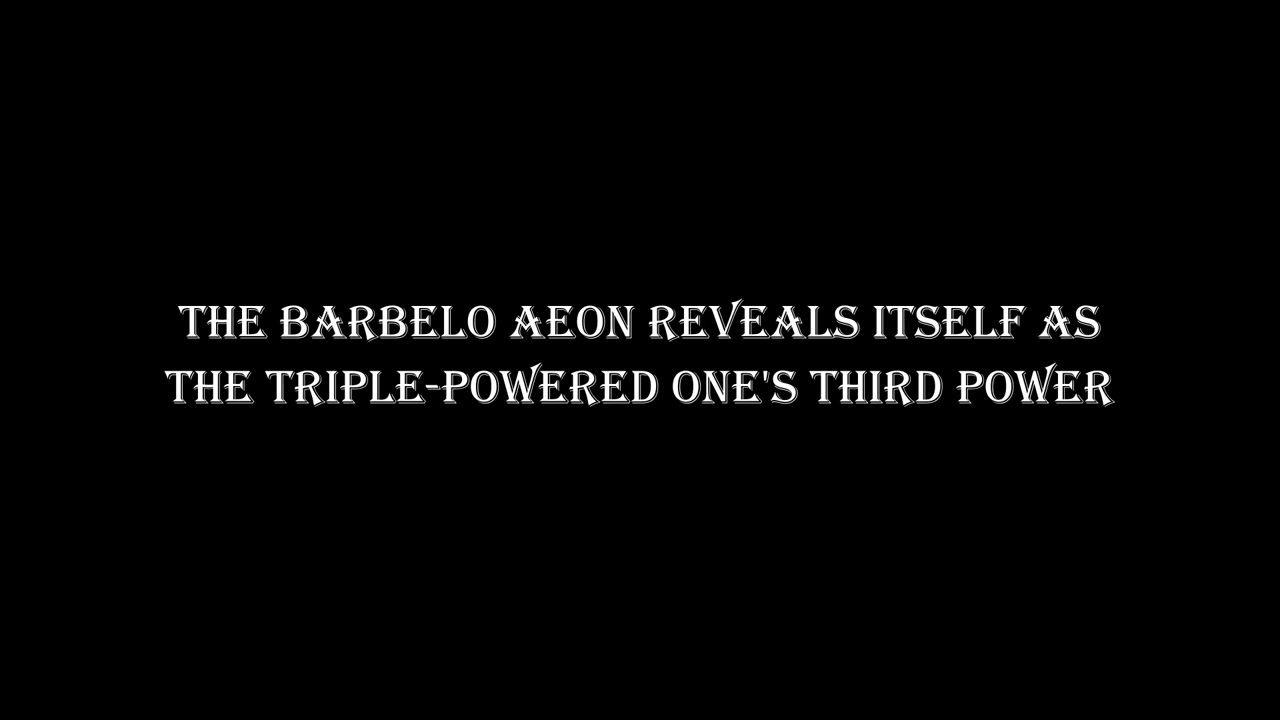 THE BARBELO AEON REVEALS ITSELF AS
THE TRIPLE-POWERED ONE'S THIRD POWER